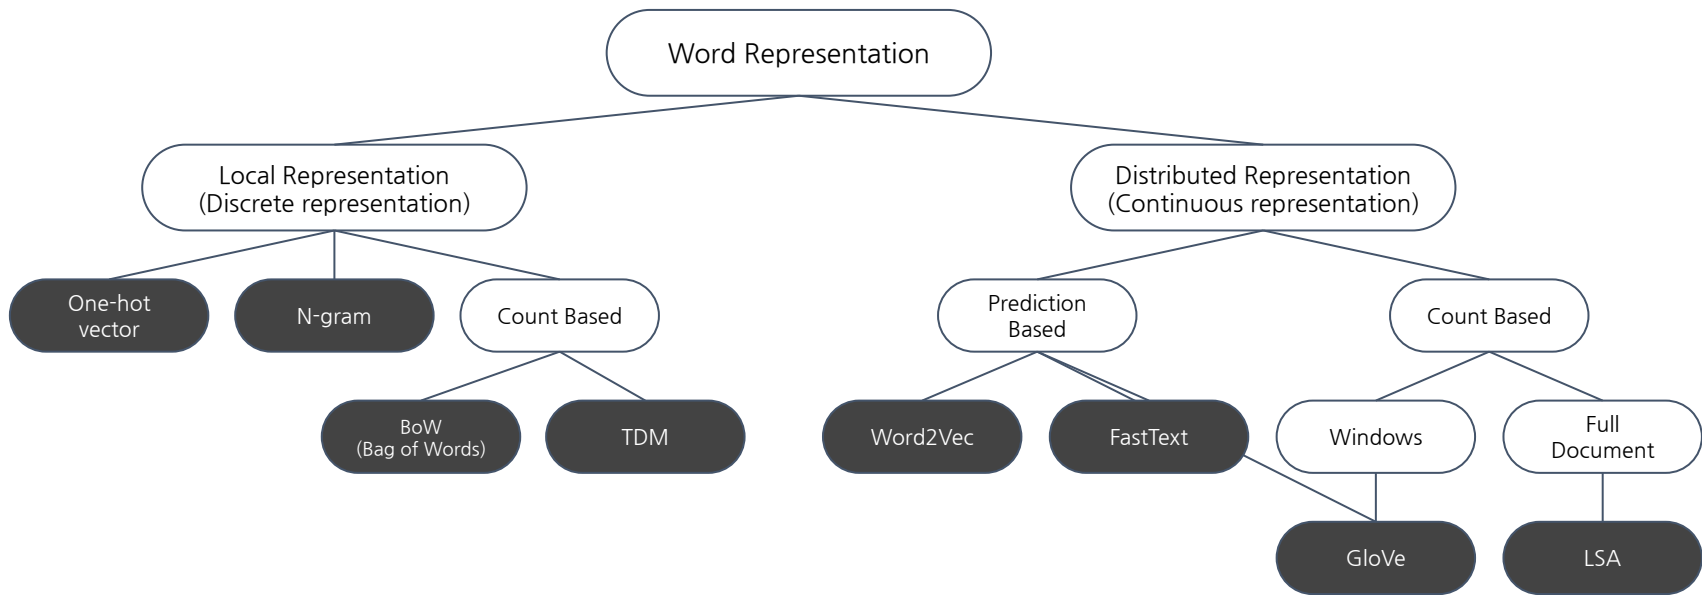 Word Representation
Local Representation
(Discrete representation)
Distributed Representation
(Continuous representation)
One-hot
vector
N-gram
Count Based
Prediction
Based
Count Based
BoW
(Bag of Words)
TDM
Word2Vec
FastText
Windows
Full
Document
GloVe
LSA